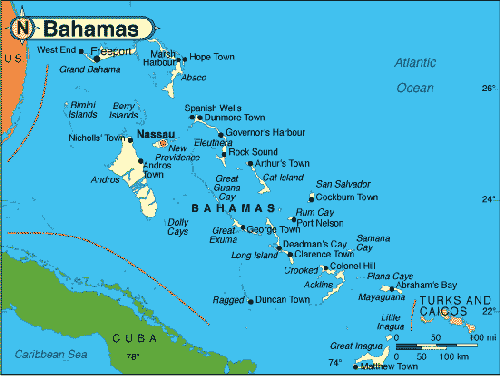 N Bahamas
West End
Freeport
Grand Bahama
US
Marsh
Harbour
Hope Town
Abaco
Atlantic
Ocean
26°
Bimini
Islands
Berry
Islands
Spanish Wells
Dunmore Town
Nicholls' Town
Nassau
New
Providence
Governor's Harbour
Eleuthera
Rock Sound
Andros
Town
Andros
Arthur's Town
Cat Island
Great
Guana
Cay
San Salvador
Cockburn Town
24°
BAHAMAS
Rum Cay
Port Nelson
Dolly
Cays
Great
Exuma
George Town
Deadman's Cay
Long Island
Clarence Town
Samana
Cay
Crooked
Colonel Hill
Acklins
Plana Cays
Abraham's Bay
Mayaguana
Ragged
Duncan Town
TURKS AND
CAICOS
22°
Little
Inagua
CUBA
Great Inagua
0 50 100 mi
0 50 100 km
Caribbean Sea
78°
74°
Matthew Town